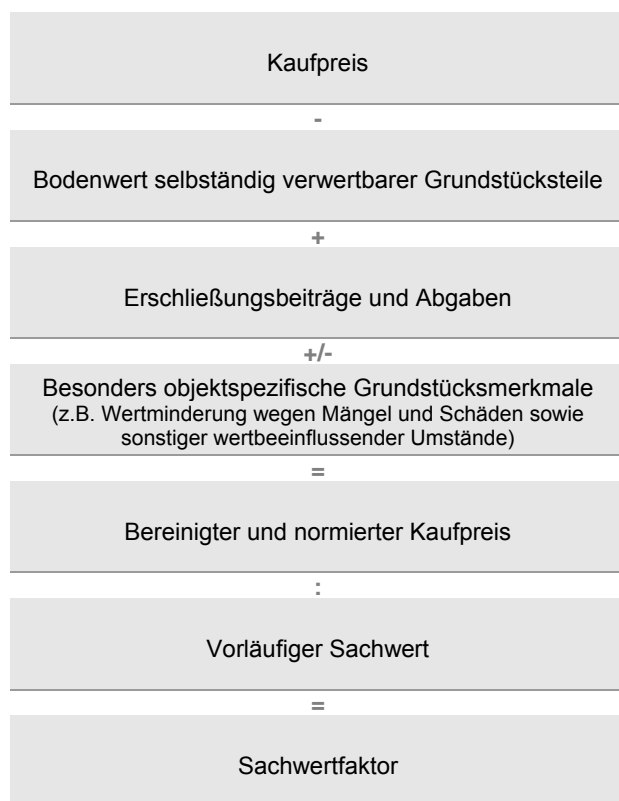 Kaufpreis
-
Bodenwert selbständig verwertbarer Grundstücksteile
+
Erschließungsbeiträge und Abgaben
+/-
Besonders objektspezifische Grundstücksmerkmale
(z.B. Wertminderung wegen Mängel und Schäden sowie
sonstiger wertbeeinflussender Umstände)
=
Bereinigter und normierter Kaufpreis
:
Vorläufiger Sachwert
=
Sachwertfaktor